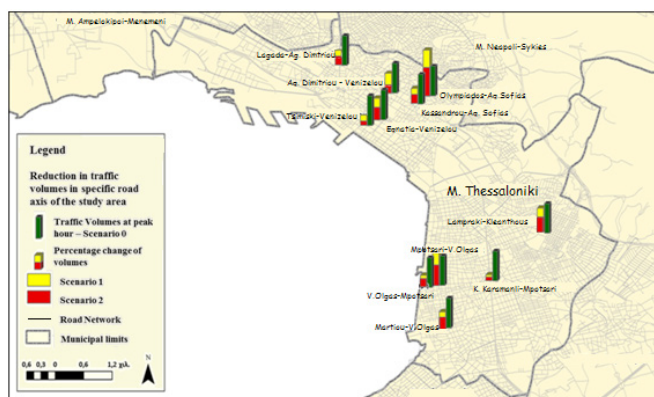 M. Ampelokipoi-Menemeni
Lagada-Ag. Dimtriou
M. Neapoli-Sykies
Ag. Dimitriou - Venizelou
Olympiados-Ag.Sofias
Kassandrou-Ag. Sofias
Tsimiski-Venizelou
Egnatia-Venizelou
Legend
Reduction in traffic
volumes in specific road
axis of the study area
Traffic Volumes at peak
hour – Scenario 0
Percentage change of
volumes
Scenario 1
Scenario 2
Road Network
Municipal limits
0,6 0,3 0 0,6 1,2 χιλ.
N
M. Thessaloniki
Lampraki-Kleanthous
Mpotsari-V.Olgas
V.Olgas-Mpotsari
K. Karamanli-Mpotsari
Martiou-V.Olgas